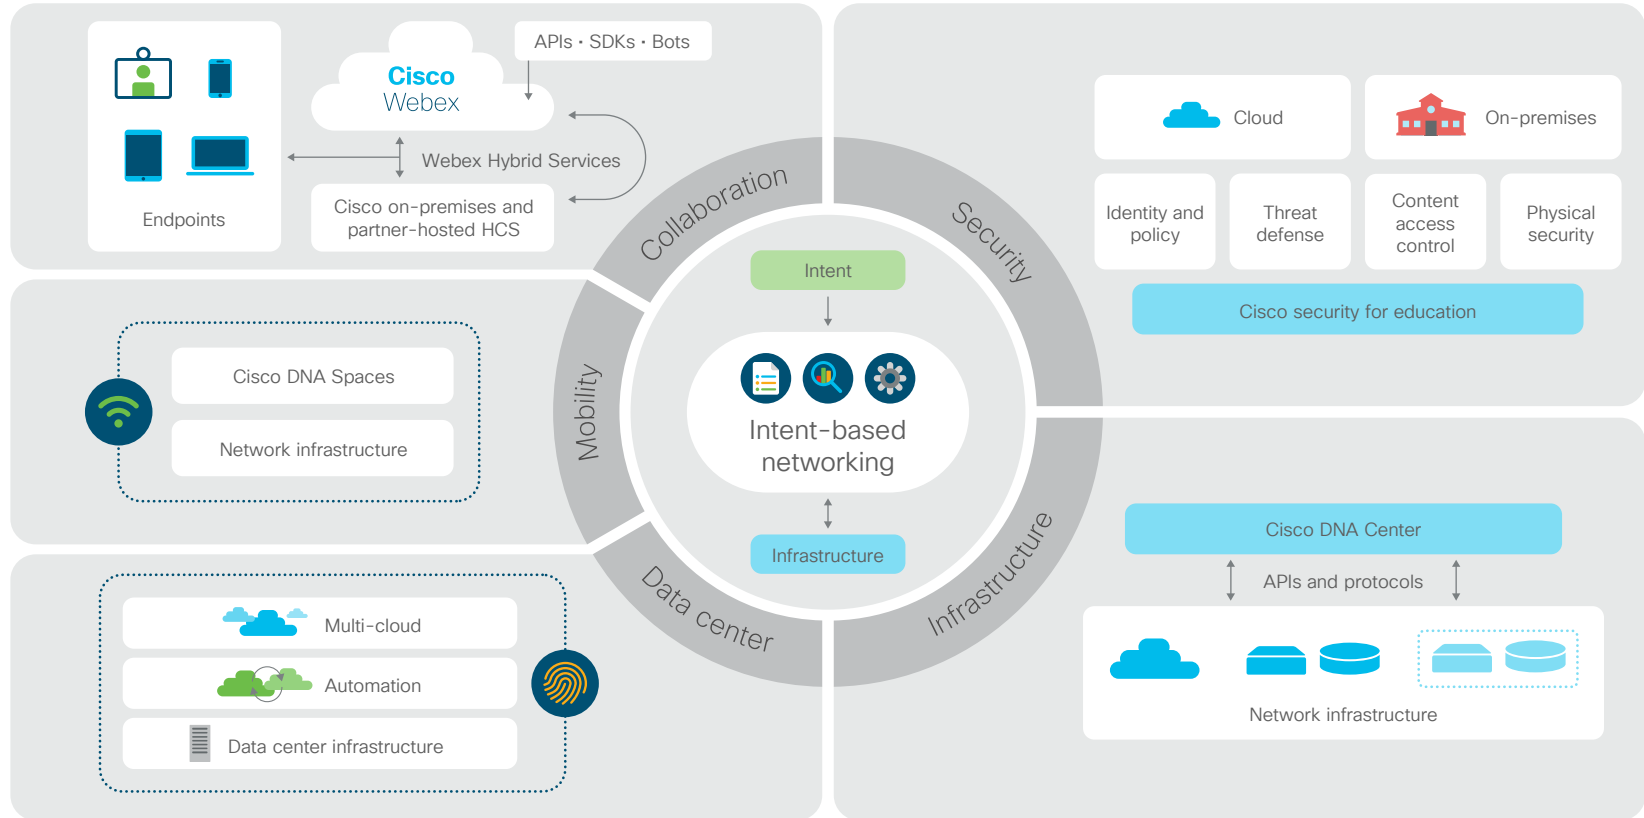 APIs · SDKs · Bots
Cisco
Webex
Webex Hybrid Services
Endpoints
Cisco on-premises and
partner-hosted HCS
Collaboration
Cisco DNA Spaces
Network infrastructure
Mobility
Multi-cloud
Automation
Data center infrastructure
Data center
Intent
Intent-based
networking
Infrastructure
Security
Cloud
On-premises
Identity and
policy
Threat
defense
Content
access
control
Physical
security
Cisco security for education
Infrastructure
Cisco DNA Center
APIs and protocols
Network infrastructure